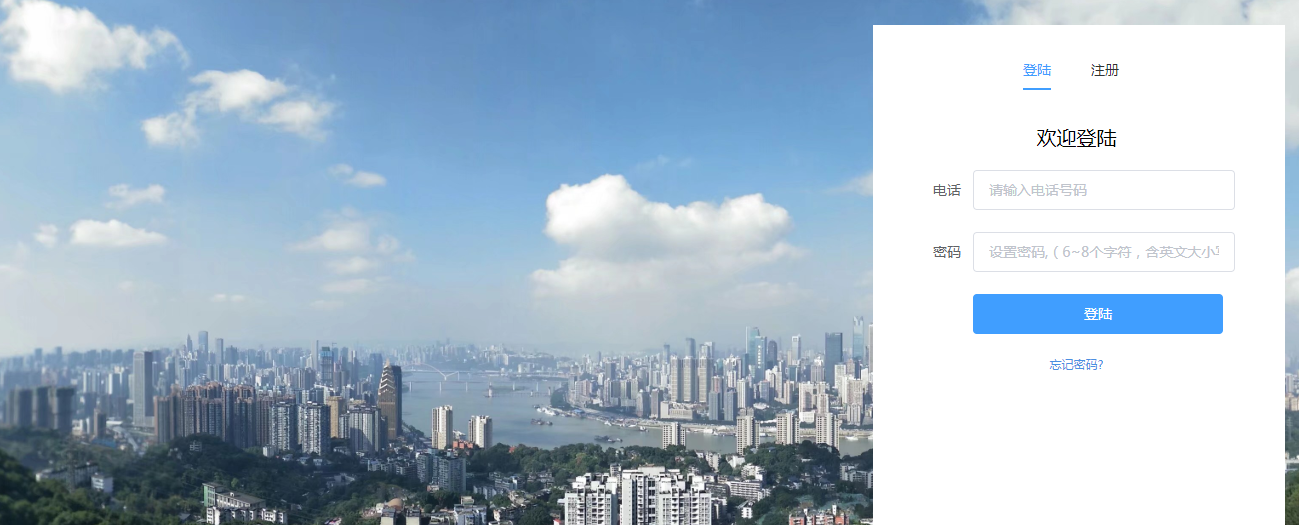 登陆 注册
欢迎登陆
电话 请输入电话号码
密码 设置密码,（6~8个字符，含英文大小
登陆
忘记密码?